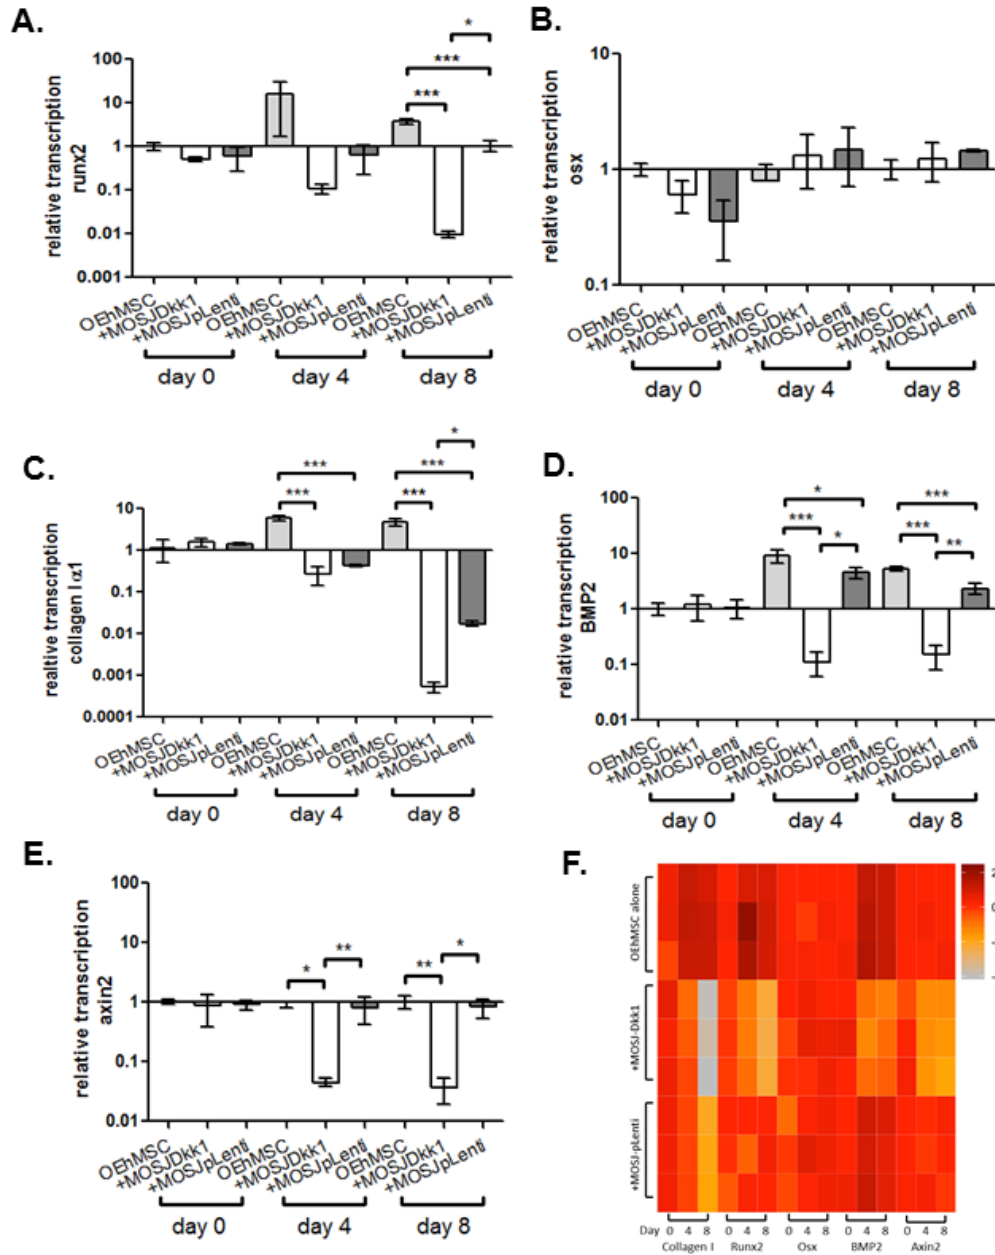 A.
relative transcription
runx2
100
10
1
0.1
0.01
0.001
*
***
***
OEhMSC
+MOSJDkk1
+MOSJpLenti
OEhMSC
+MOSJDkk1
+MOSJpLenti
OEhMSC
+MOSJDkk1
+MOSJpLenti
day 0
day 4
day 8
B.
relative transcription
osx
10
1
0.1
OEhMSC
+MOSJDkk1
+MOSJpLenti
OEhMSC
+MOSJDkk1
+MOSJpLenti
OEhMSC
+MOSJDkk1
+MOSJpLenti
day 0
day 4
day 8
C.
realtive transcription
collagen Iα1
10
1
0.1
0.01
0.001
0.0001
***
***
*
***
***
OEhMSC
+MOSJDkk1
+MOSJpLenti
OEhMSC
+MOSJDkk1
+MOSJpLenti
OEhMSC
+MOSJDkk1
+MOSJpLenti
day 0
day 4
day 8
D.
relative transcription
BMP2
100
10
1
0.1
0.01
*
***
*
***
***
**
OEhMSC
+MOSJDkk1
+MOSJpLenti
OEhMSC
+MOSJDkk1
+MOSJpLenti
OEhMSC
+MOSJDkk1
+MOSJpLenti
day 0
day 4
day 8
E.
relative transcription
axin2
100
10
1
0.1
0.01
*
**
**
*
OEhMSC
+MOSJDkk1
+MOSJpLenti
OEhMSC
+MOSJDkk1
+MOSJpLenti
OEhMSC
+MOSJDkk1
+MOSJpLenti
day 0
day 4
day 8
F.
OEhMSC alone
+MOSJ-Dkk1
+MOSJ-pLenti
2
0
Day 0 4 8 0 4 8 0 4 8 0 4 8 0 4 8
Collagen I Runx2 Osx BMP2 Axin2